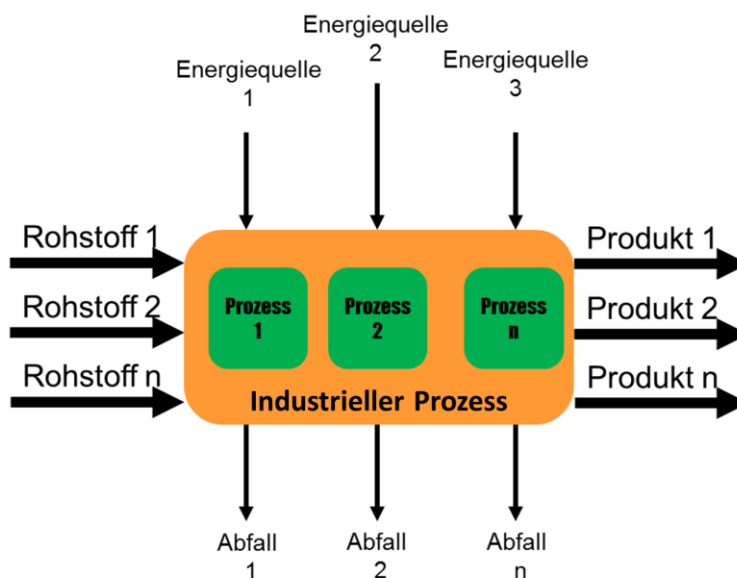 Energiequelle
1
Energiequelle
2
Energiequelle
3
Rohstoff 1
Rohstoff 2
Rohstoff n
Prozess
1
Prozess
2
Prozess
n
Industrieller Prozess
Produkt 1
Produkt 2
Produkt n
Abfall
1
Abfall
2
Abfall
n